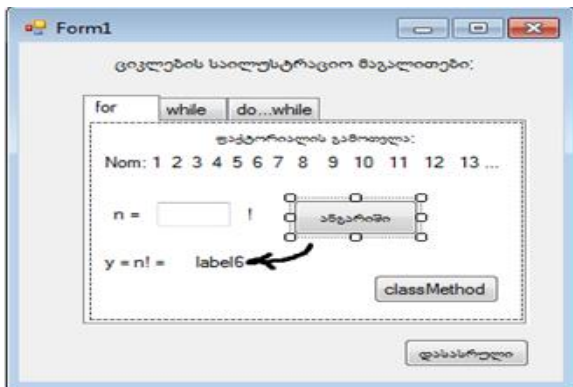 Form1
ციკლების საილუსტრაციო მაგალითები:
for while do...while
ფაქტორიალის გამოთვლა:
Nom: 1 2 3 4 5 6 7 8 9 10 11 12 13 ...
n = ! ანგარიში
y = n! = label6
classMethod
დასასრული